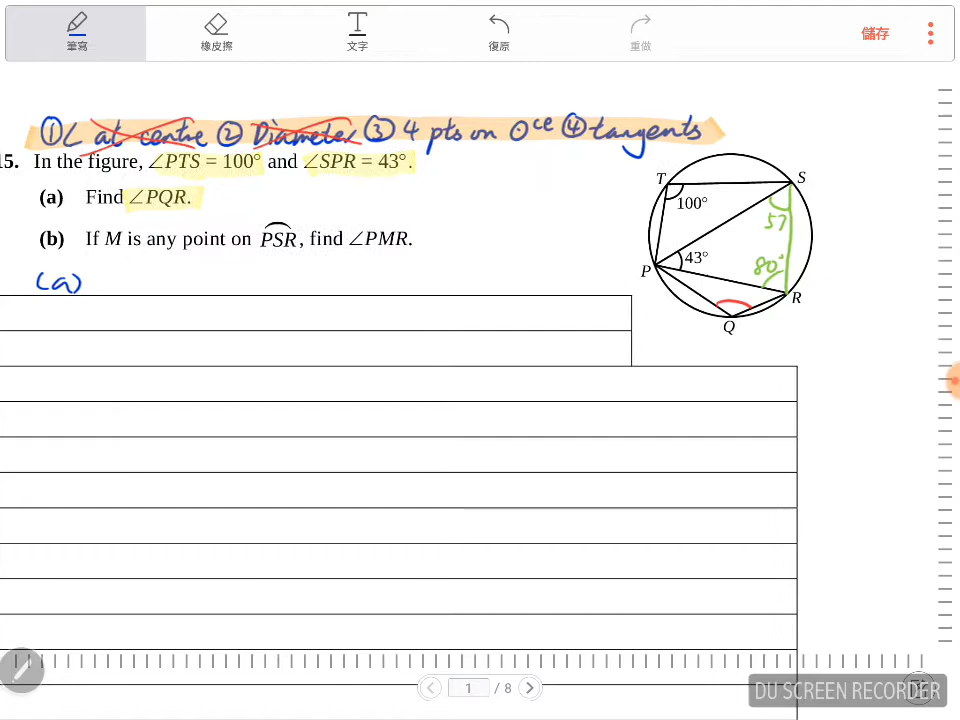 筆寫 橡皮擦 文字 復原 重做 儲存
①∠ at centre ② Diameter ③ 4 pts on ⊙ce ④ tangents
15. In the figure, ∠PTS = 100° and ∠SPR = 43°.
(a) Find ∠PQR.
(b) If M is any point on PSR, find ∠PMR.
(a)
T S
100°
57
P 43° 80°
R
Q
1 / 8
DU SCREEN RECORDER